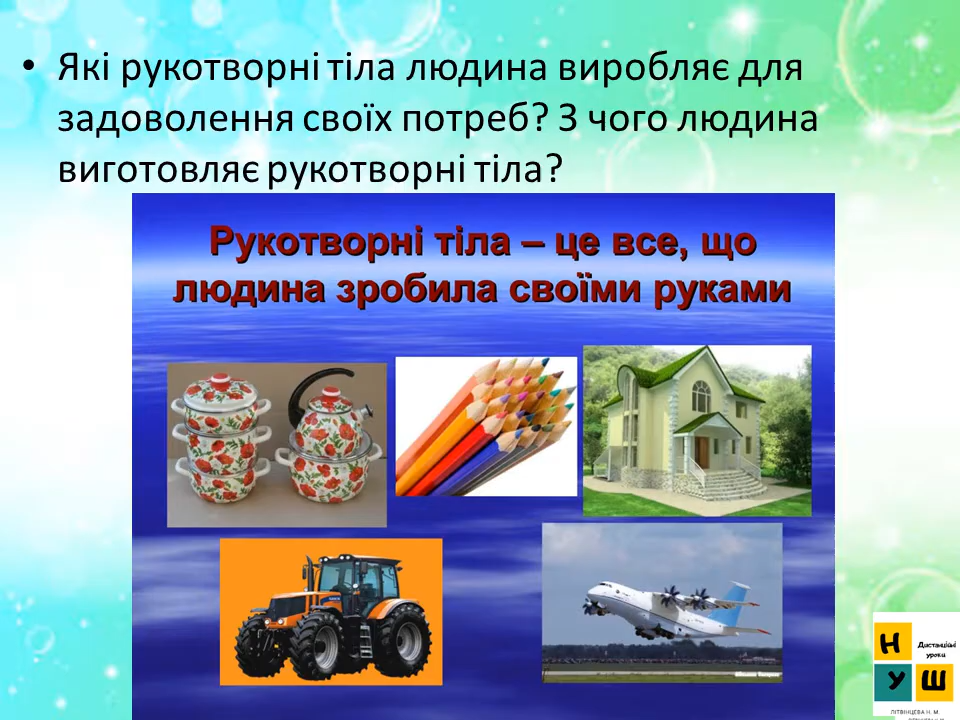 • Які рукотворні тіла людина виробляє для
задоволення своїх потреб? З чого людина
виготовляє рукотворні тіла?
Рукотворні тіла – це все, що
людина зробила своїми руками
Н
Дистанційні
уроки
У Ш
ЛІТВІНЦЕВА Н. М.